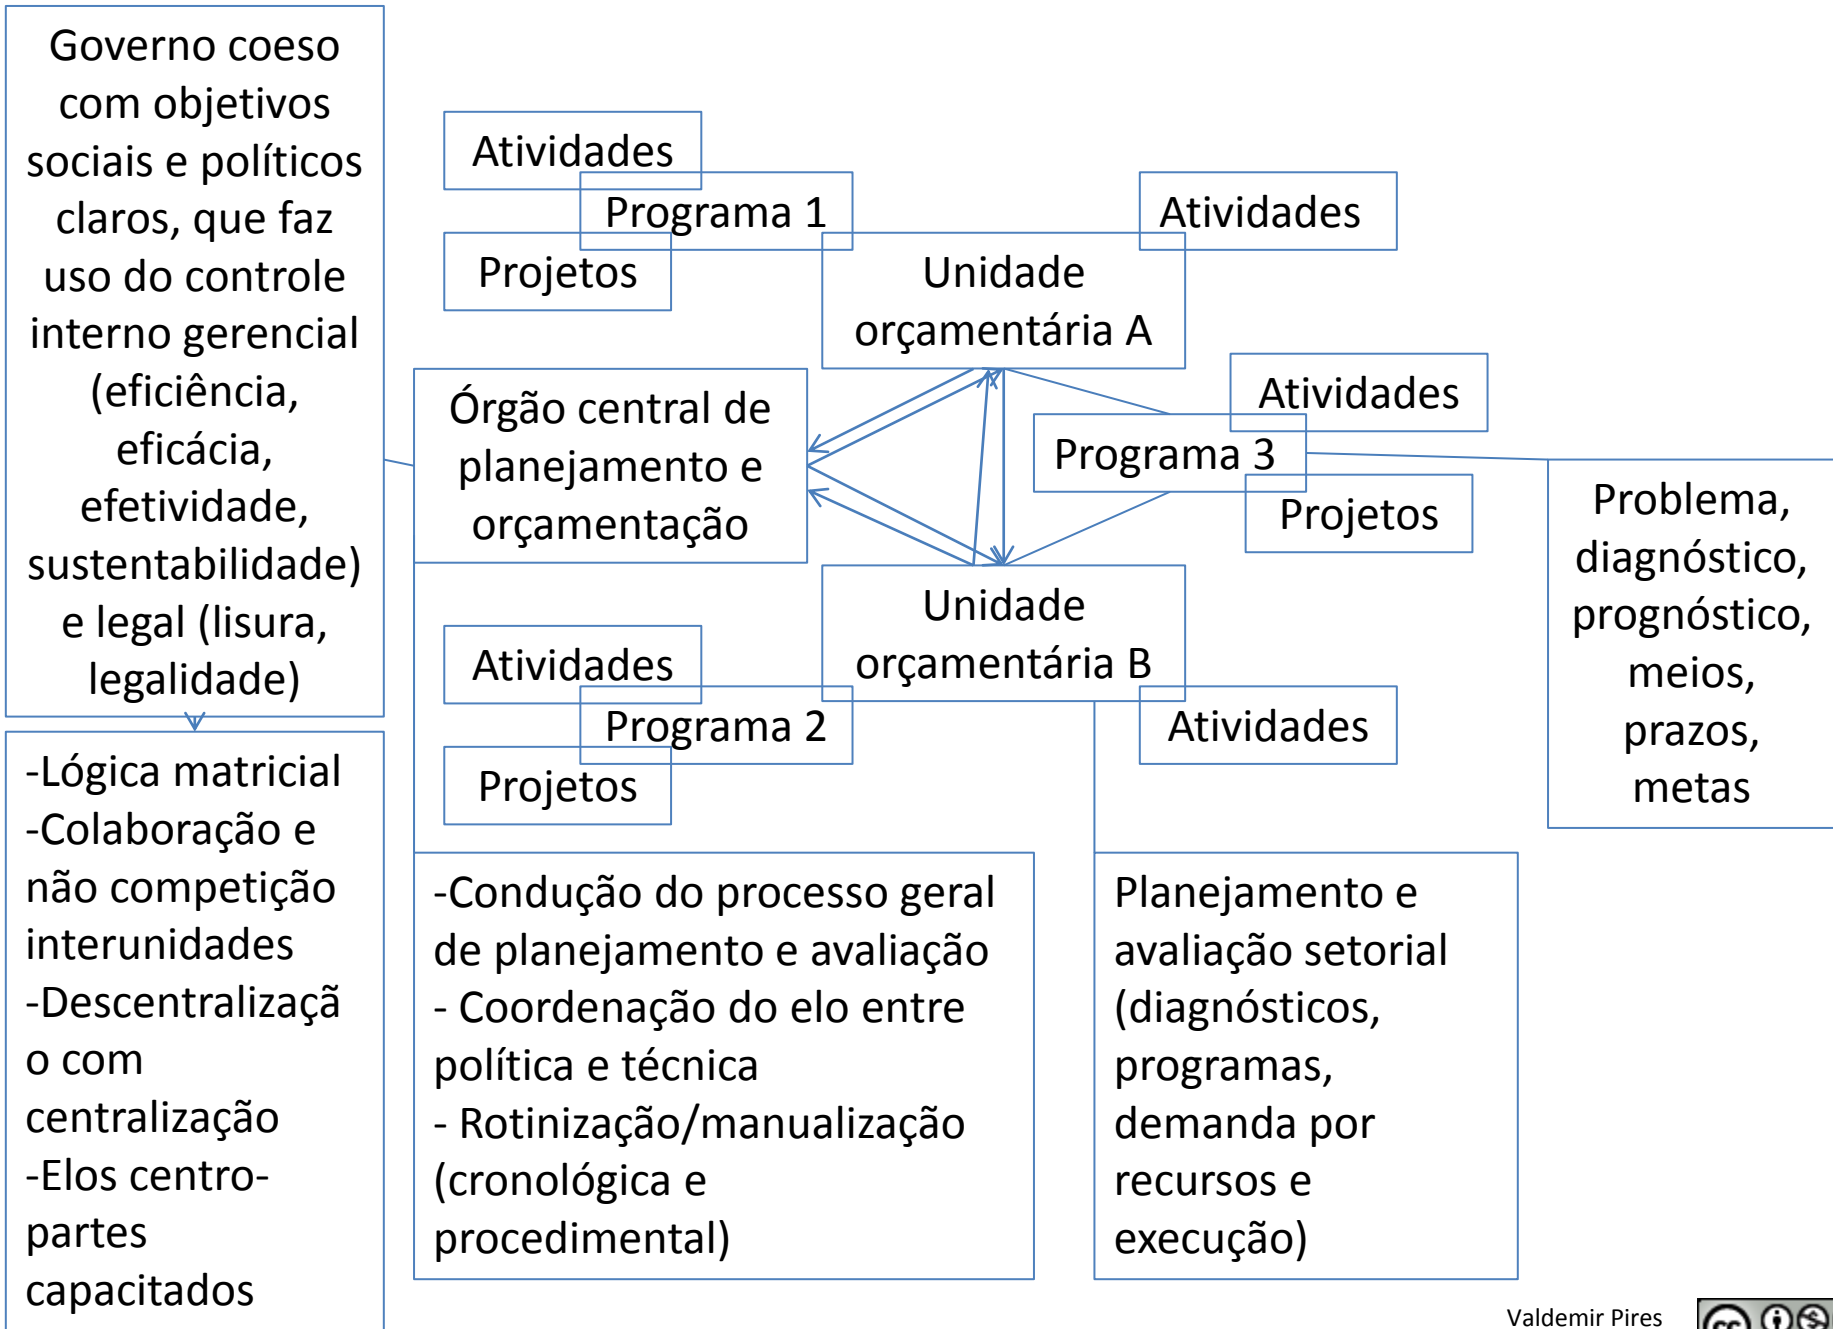 Governo coeso
com objetivos
sociais e políticos
claros, que faz
uso do controle
interno gerencial
(eficiência,
eficácia,
efetividade,
sustentabilidade)
e legal (lisura,
legalidade)
-Lógica matricial
-Colaboração e
não competição
interunidades
-Descentralizaçã
o com
centralização
-Elos centro-
partes
capacitados
Atividades
Programa 1
Projetos
Unidade
orçamentária A
Atividades
Órgão central de
planejamento e
orçamentação
Atividades
Programa 3
Projetos
Problema,
diagnóstico,
prognóstico,
meios,
prazos,
metas
Unidade
orçamentária B
Atividades
Programa 2
Projetos
Atividades
-Condução do processo geral
de planejamento e avaliação
- Coordenação do elo entre
política e técnica
- Rotinização/manualização
(cronológica e
procedimental)
Planejamento e
avaliação setorial
(diagnósticos,
programas,
demanda por
recursos e
execução)
Valdemir Pires
cc